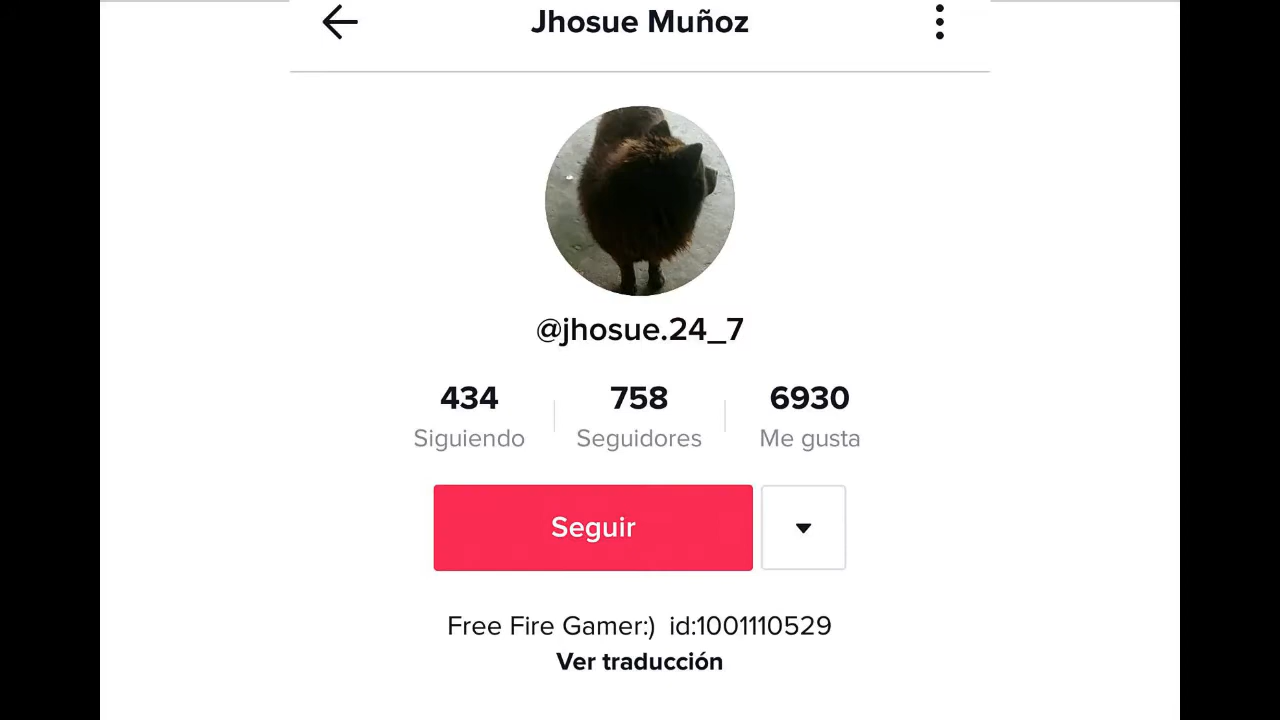 Jhosue Muñoz
@jhosue.24_7
434 758 6930
Siguiendo Seguidores Me gusta
Seguir
Free Fire Gamer:) id:1001110529
Ver traducción